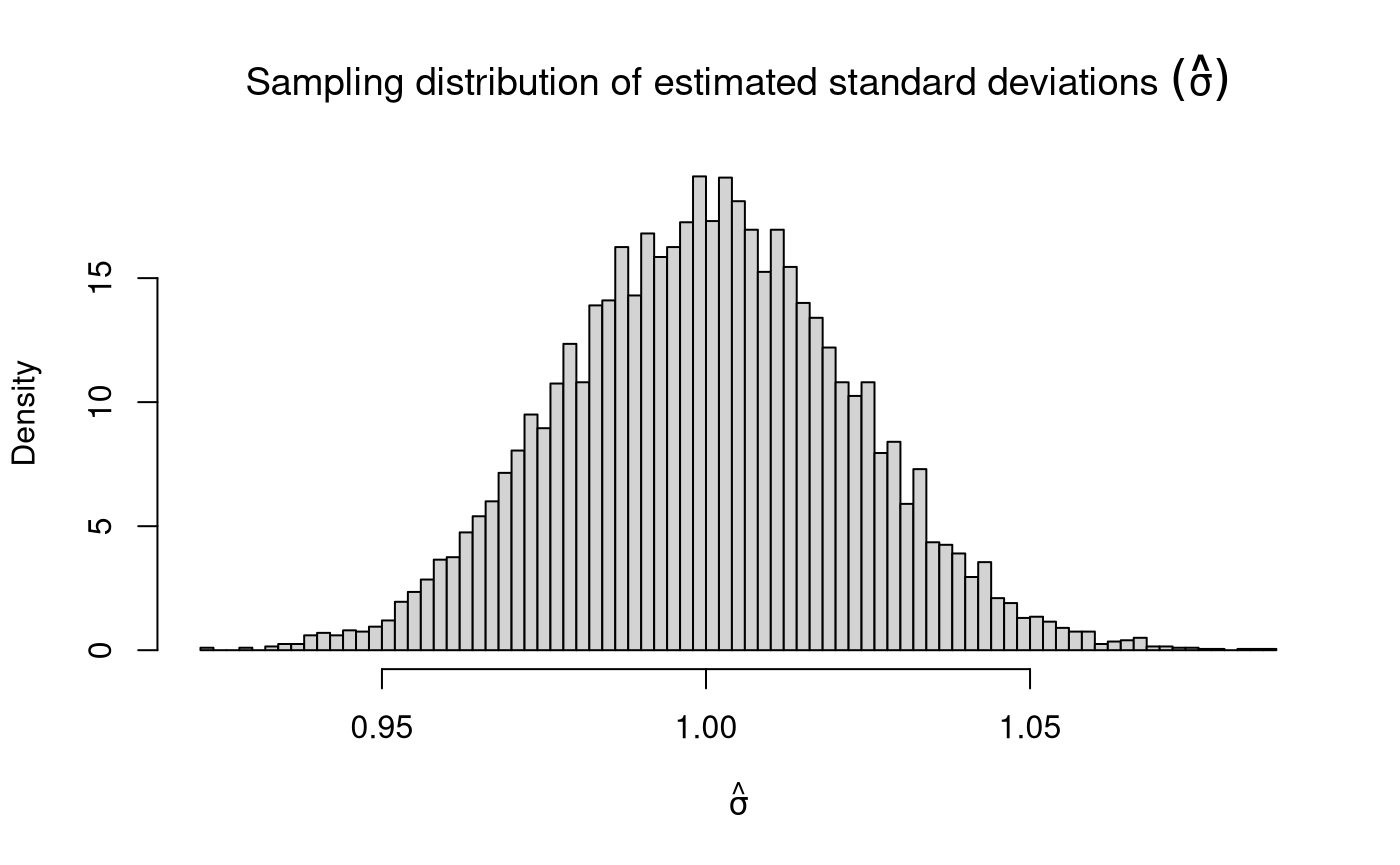 Sampling distribution of estimated standard deviations (σ̂)
Density
15
10
5
0
0.95 1.00 1.05
σ̂